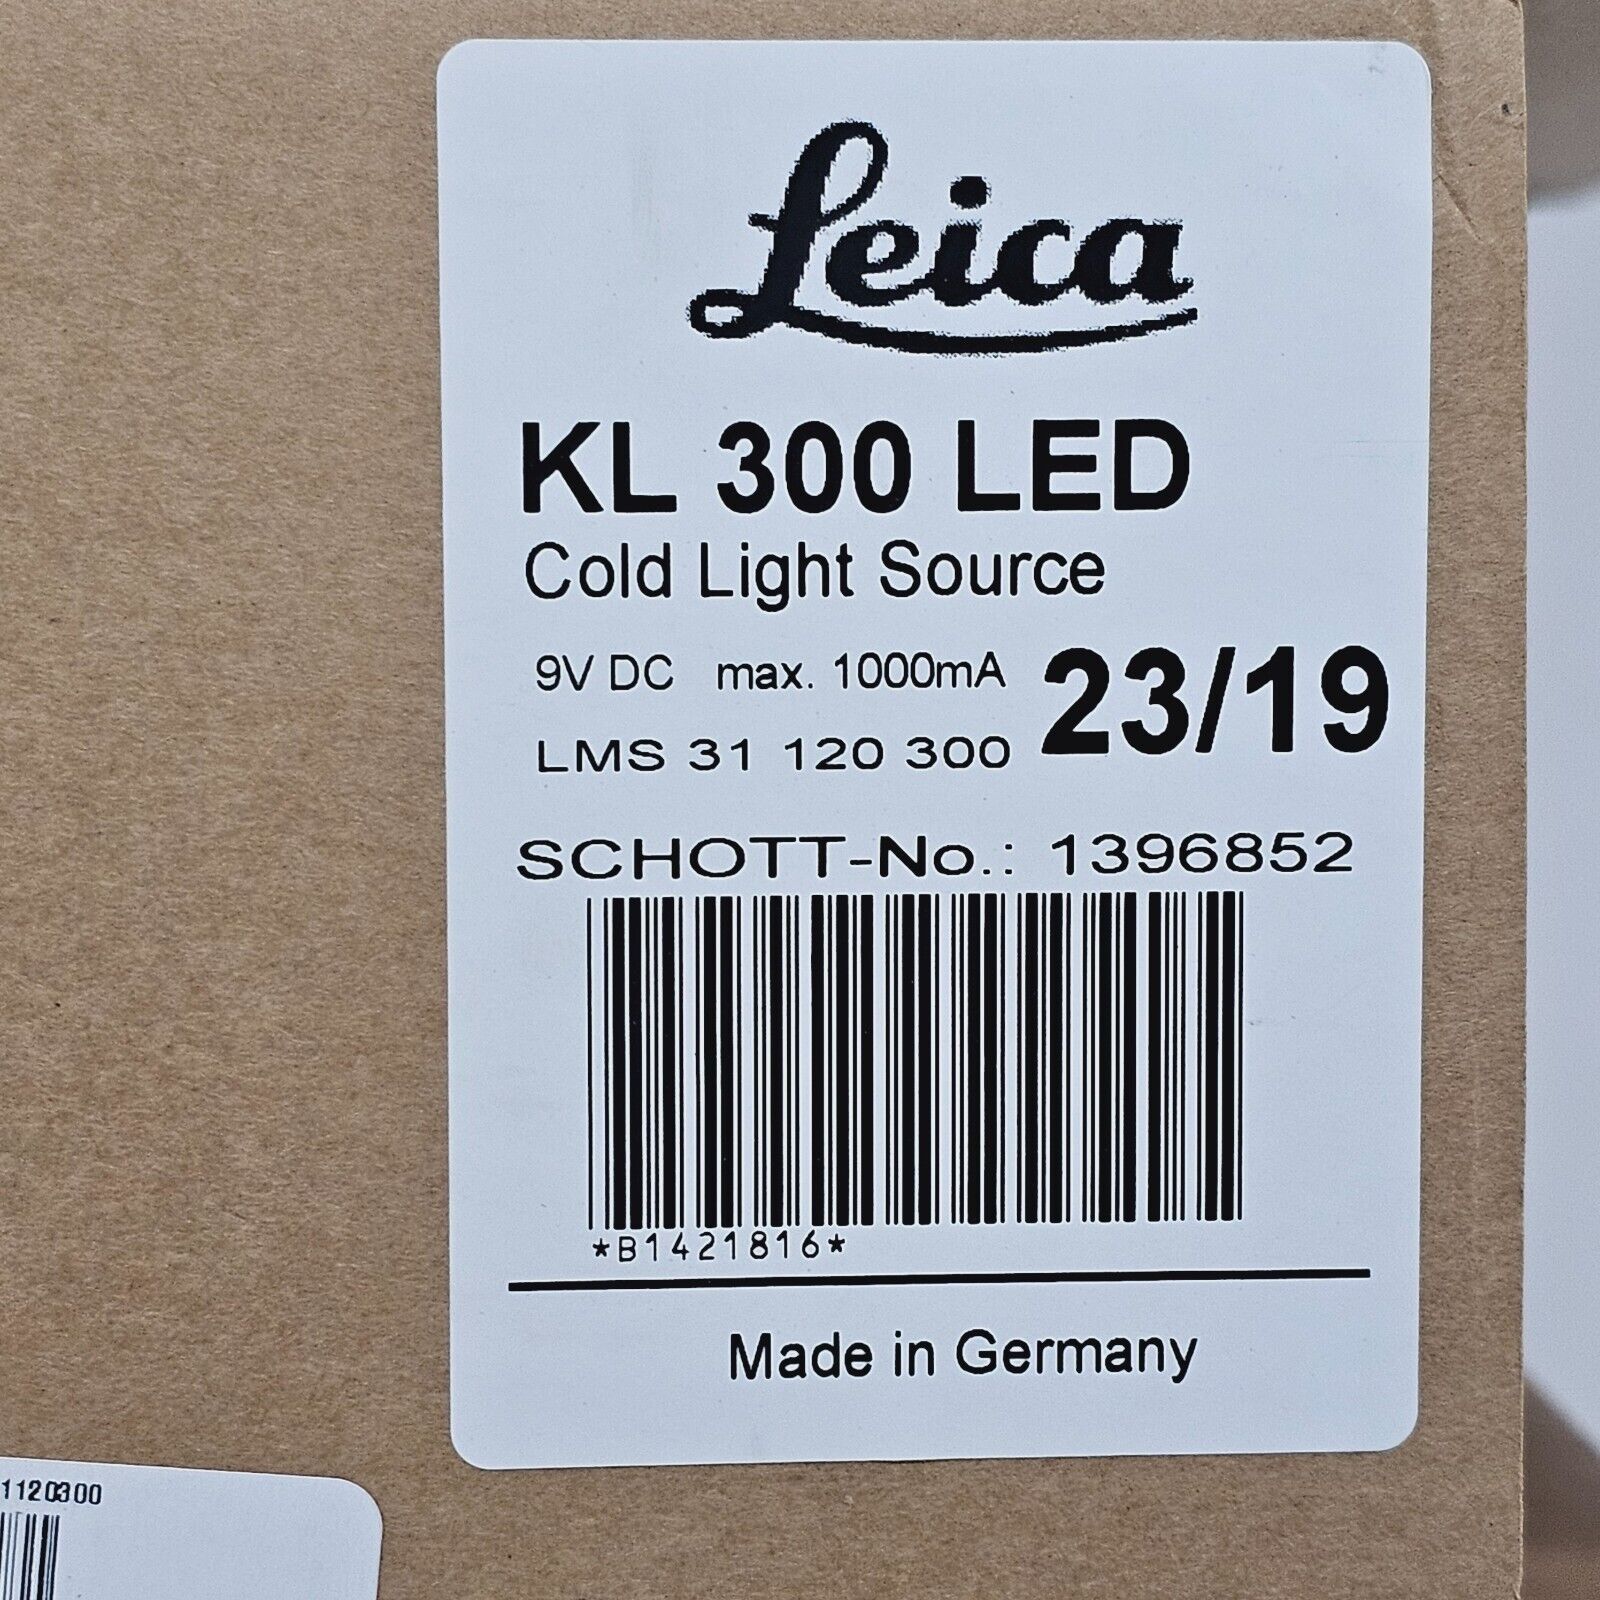 Leica
KL 300 LED
Cold Light Source
9V DC max. 1000mA 23/19
LMS 31 120 300
SCHOTT-No.: 1396852
*B1421816*
Made in Germany
1120300